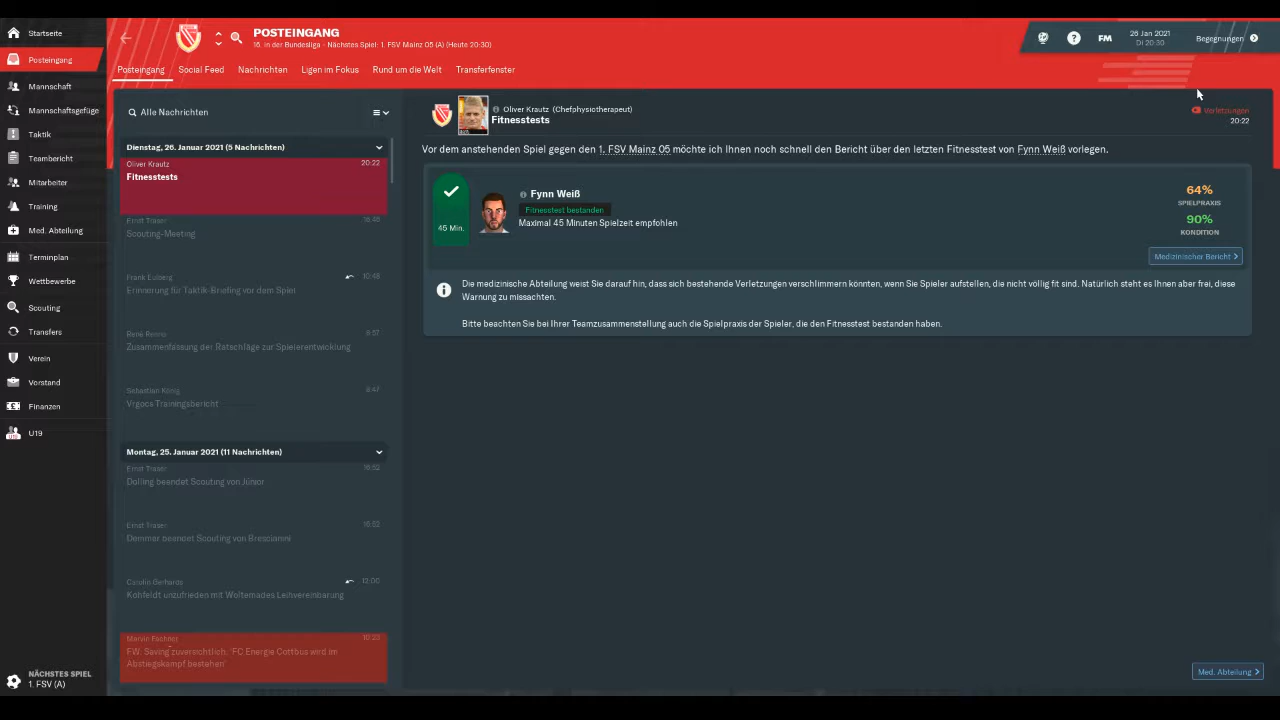 Startseite
Posteingang
Mannschaft
Mannschaftsgefüge
Taktik
Teambericht
Mitarbeiter
Training
Med. Abteilung
Terminplan
Wettbewerbe
Scouting
Transfers
Verein
Vorstand
Finanzen
U19
U19
NÄCHSTES SPIEL
1. FSV (A)
POSTEINGANG
16. in der Bundesliga - Nächstes Spiel: 1. FSV Mainz 05 (A) (Heute 20:30)
FM
26 Jan 2021
Di 20:30
Begegnungen
Posteingang
Social Feed
Nachrichten
Ligen im Fokus
Rund um die Welt
Transferfenster
Alle Nachrichten
Dienstag, 26. Januar 2021 (5 Nachrichten)
Oliver Krautz 20:22
Fitnesstests
Ernst Traser
Scouting-Meeting
Frank Eulberg 10:48
Erinnerung für Taktik-Briefing vor dem Spiel
René Renno 8:57
Zusammenfassung der Ratschläge zur Spielerentwicklung
Sebastian König 8:47
Vrgocs Trainingsbericht
Montag, 25. Januar 2021 (11 Nachrichten)
Ernst Traser 16:52
Dolling beendet Scouting von Júnior
Ernst Traser 16:52
Demmer beendet Scouting von Brescianini
Carolin Gerhards 13:00
Kohfeldt unzufrieden mit Woltemades Leihvereinbarung
Marvin 10:23
FW: Saving zuversichtlich: 'FC Energie Cottbus wird im
Abstiegskampf bestehen'
Oliver Krautz (Chefphysiotherapeut)
Fitnesstests
Verletzungen
20:22
Vor dem anstehenden Spiel gegen den 1. FSV Mainz 05 möchte ich Ihnen noch schnell den Bericht über den letzten Fitnesstest von Fynn Weiß vorlegen.
45 Min.
Fynn Weiß
Fitnesstest bestanden
Maximal 45 Minuten Spielzeit empfohlen
64%
SPIELPRAXIS
90%
KONDITION
Medizinischer Bericht
Die medizinische Abteilung weist Sie darauf hin, dass sich bestehende Verletzungen verschlimmern könnten, wenn Sie Spieler aufstellen, die nicht völlig fit sind. Natürlich steht es Ihnen aber frei, diese
Warnung zu missachten.
Bitte beachten Sie bei Ihrer Teamzusammenstellung auch die Spielpraxis der Spieler, die den Fitnesstest bestanden haben.
Med. Abteilung